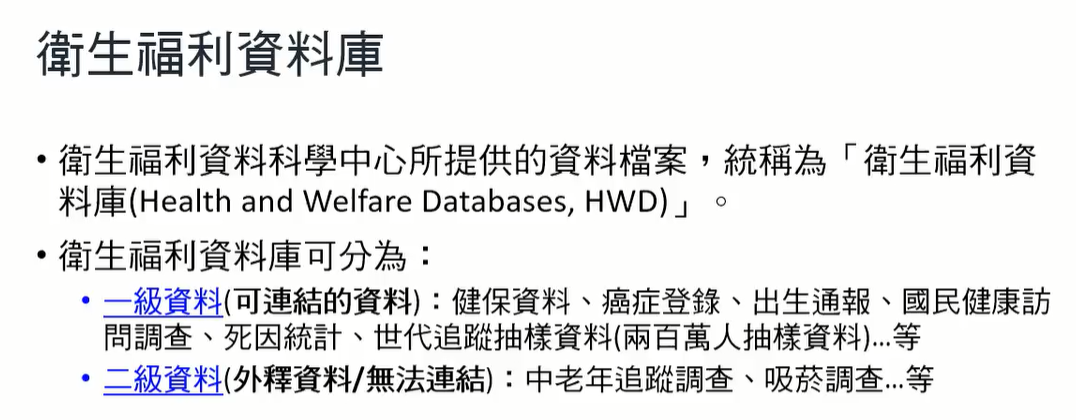 衛生福利資料庫
• 衛生福利資料科學中心所提供的資料檔案，統稱為「衛生福利資
料庫(Health and Welfare Databases, HWD)」。
• 衛生福利資料庫可分為：
• 一級資料(可連結的資料)：健保資料、癌症登錄、出生通報、國民健康訪
問調查、死因統計、世代追蹤抽樣資料(兩百萬人抽樣資料)…等
• 二級資料(外釋資料/無法連結)：中老年追蹤調查、吸菸調查…等